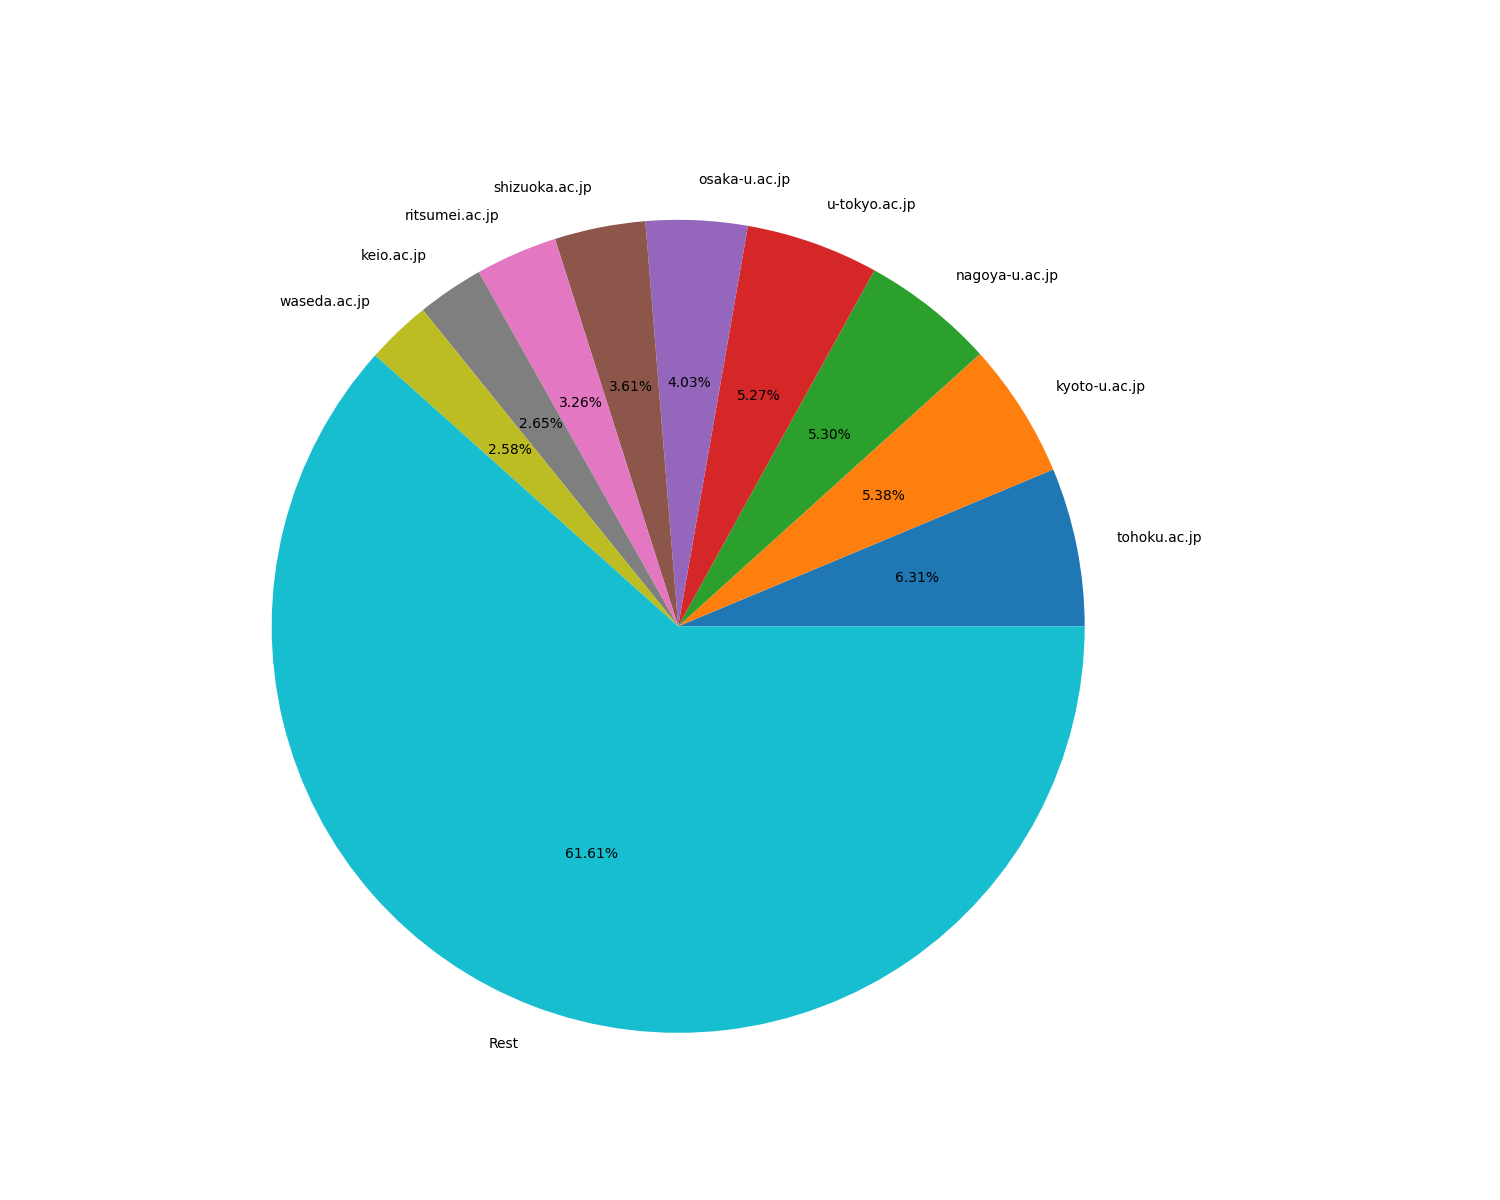 osaka-u.ac.jp
shizuoka.ac.jp
u-tokyo.ac.jp
ritsumei.ac.jp
keio.ac.jp
nagoya-u.ac.jp
waseda.ac.jp
4.03%
3.61%
kyoto-u.ac.jp
5.27%
3.26%
2.65%
5.30%
2.58%
5.38%
tohoku.ac.jp
6.31%
61.61%
Rest